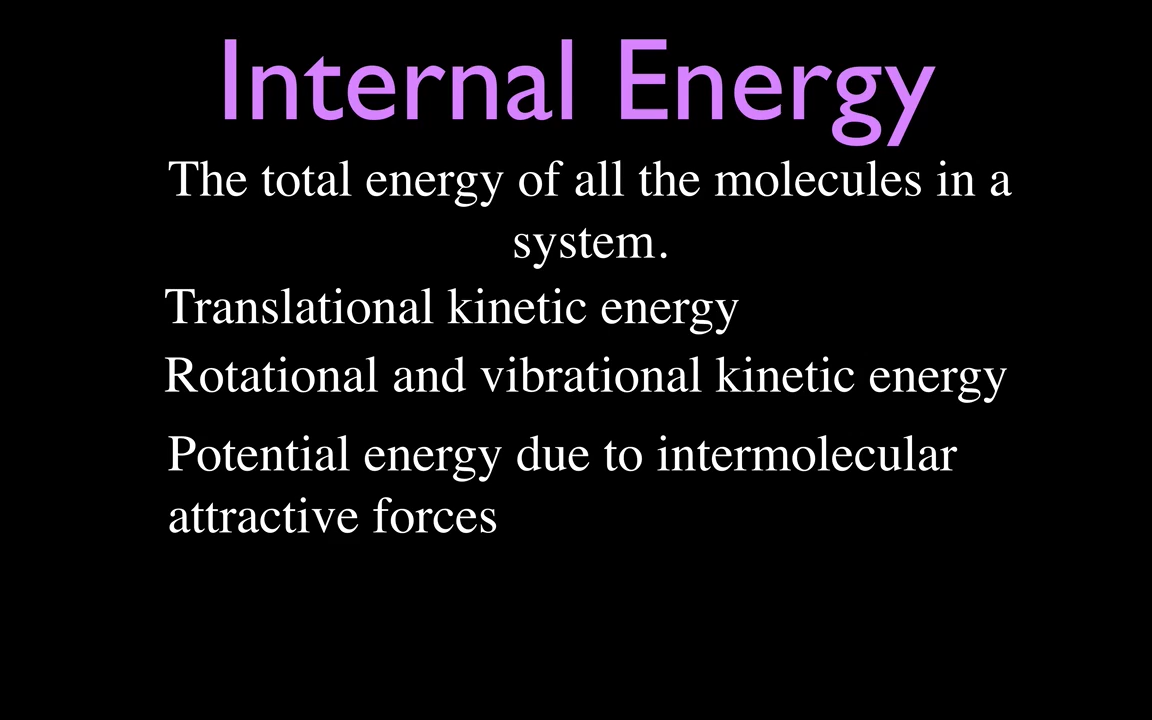 Internal Energy
The total energy of all the molecules in a
system.
Translational kinetic energy
Rotational and vibrational kinetic energy
Potential energy due to intermolecular
attractive forces